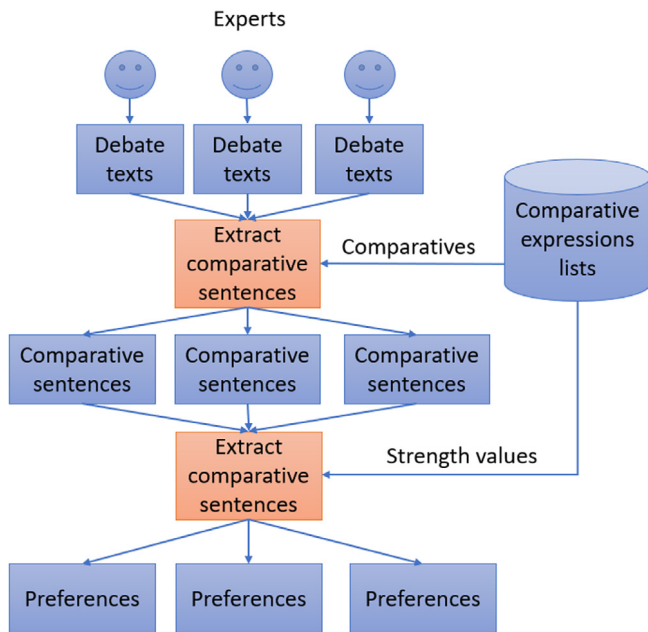 Experts
Debate
texts
Debate
texts
Debate
texts
Comparative
expressions
lists
Extract
comparative
sentences
Comparatives
Comparative
sentences
Comparative
sentences
Comparative
sentences
Extract
comparative
sentences
Strength values
Preferences
Preferences
Preferences